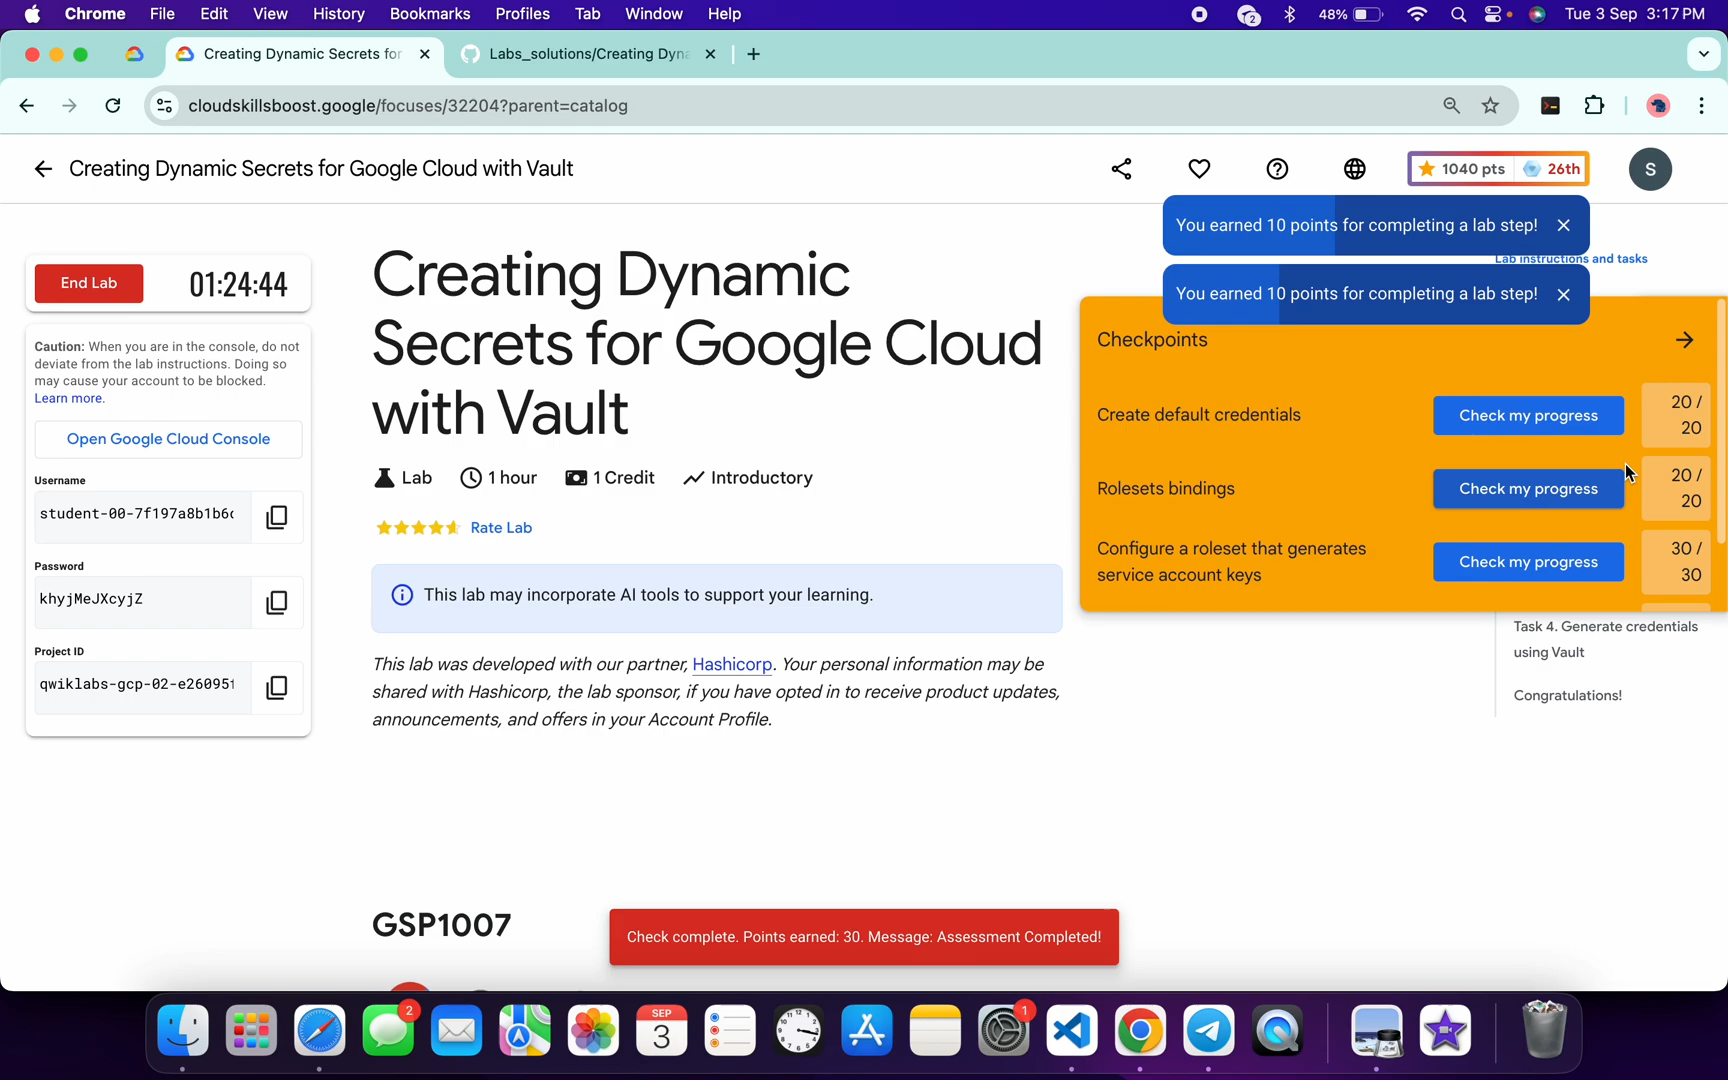 Chrome File Edit View History Bookmarks Profiles Tab Window Help 2 48% Tue 3 Sep 3:17 PM
Creating Dynamic Secrets for
Labs_solutions/Creating Dyna
cloudskillsboost.google/focuses/32204?parent=catalog
Creating Dynamic Secrets for Google Cloud with Vault
1040 pts 26th
S
You earned 10 points for completing a lab step!
Lab instructions and tasks
You earned 10 points for completing a lab step!
End Lab
01:24:44
Caution: When you are in the console, do not
deviate from the lab instructions. Doing so
may cause your account to be blocked.
Learn more.
Open Google Cloud Console
Username
student-00-7f197a8b1b6
Password
khyjMeJXcyjZ
Project ID
qwiklabs-gcp-02-e26095
Creating Dynamic
Secrets for Google Cloud
with Vault
Lab 1 hour 1 Credit Introductory
Rate Lab
This lab may incorporate AI tools to support your learning.
This lab was developed with our partner, Hashicorp. Your personal information may be
shared with Hashicorp, the lab sponsor, if you have opted in to receive product updates,
announcements, and offers in your Account Profile.
Checkpoints
Create default credentials
Check my progress
20 /
20
Rolesets bindings
Check my progress
20 /
20
Configure a roleset that generates
service account keys
Check my progress
30 /
30
Task 4. Generate credentials
using Vault
Congratulations!
GSP1007
Check complete. Points earned: 30. Message: Assessment Completed!
2
SEP
3
1